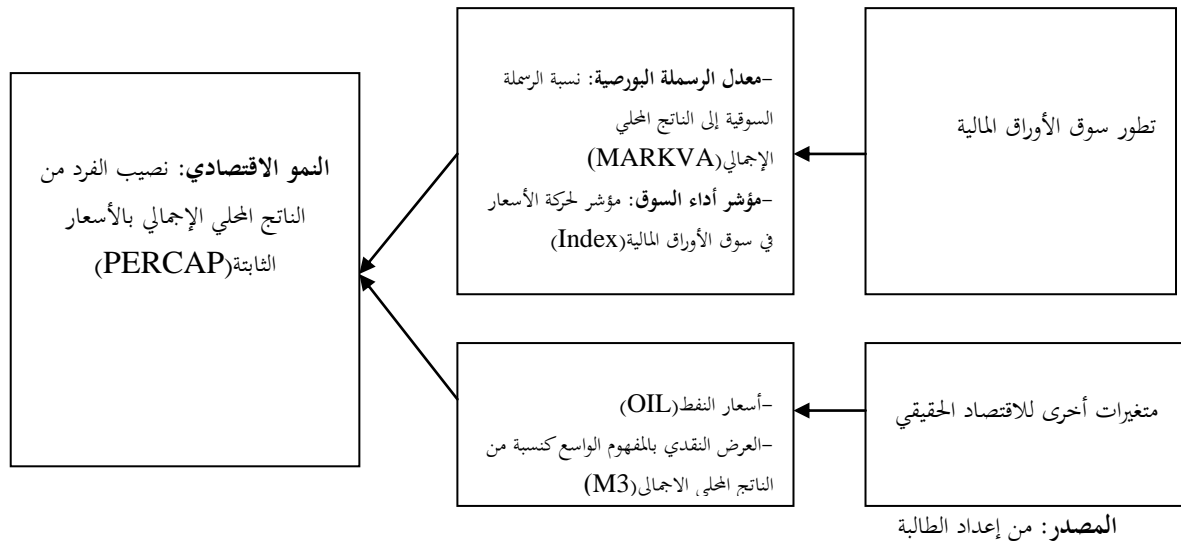 تطور سوق الأوراق المالية
-معدل الرسملة البورصية: نسبة الرسملة
السوقية إلى الناتج المحلي
الإجمالي(MARKVA)
-مؤشر أداء السوق: مؤشر لحركة الأسعار
في سوق الأوراق المالية(Index)
النمو الاقتصادي: نصيب الفرد من
الناتج المحلي الإجمالي بالأسعار
الثابتة(PERCAP)
متغيرات أخرى للاقتصاد الحقيقي
-أسعار النفط(OIL)
-العرض النقدي بالمفهوم الواسع كنسبة من
الناتج المحلي الاجمالي(M3)
المصدر: من إعداد الطالبة